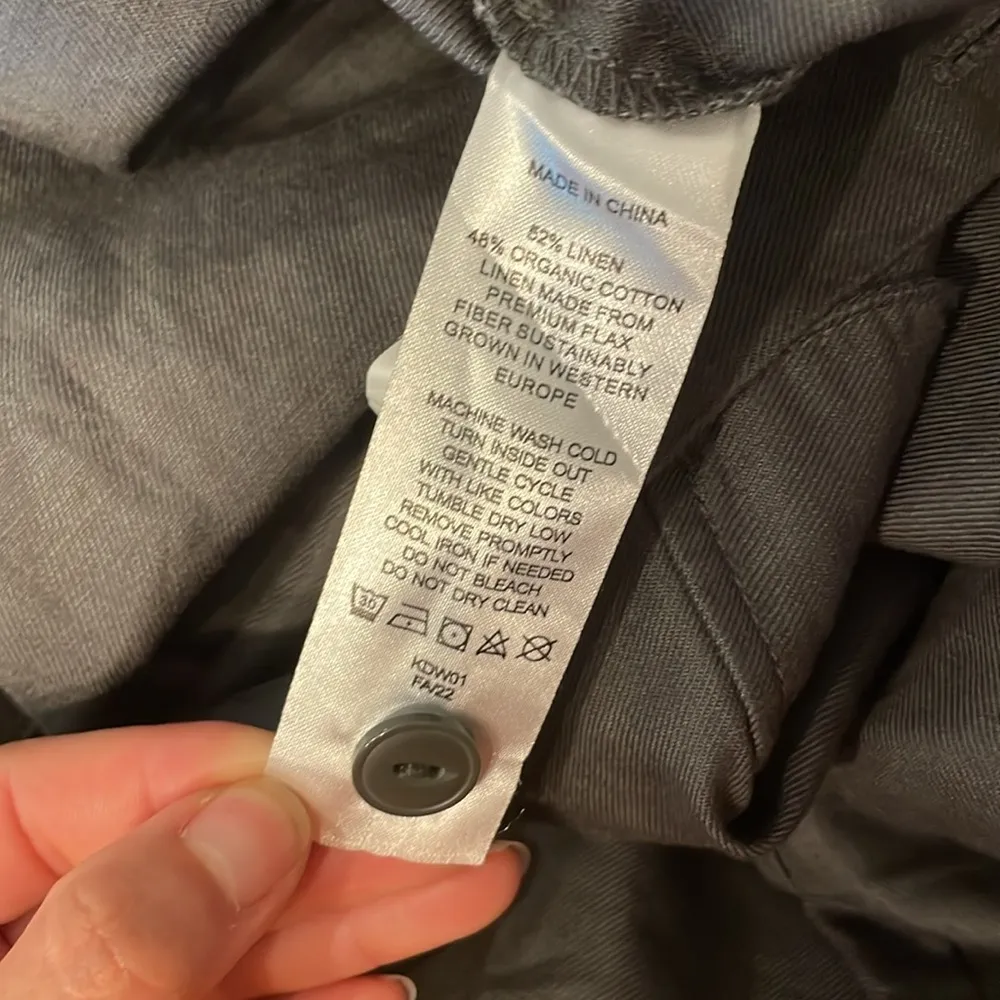 MADE IN CHINA
52% LINEN
48% ORGANIC COTTON
LINEN MADE FROM
PREMIUM FLAX
FIBER SUSTAINABLY
GROWN IN WESTERN
EUROPE
MACHINE WASH COLD
TURN INSIDE OUT
GENTLE CYCLE
WITH LIKE COLORS
TUMBLE DRY LOW
REMOVE PROMPTLY
COOL IRON IF NEEDED
DO NOT BLEACH
DO NOT DRY CLEAN
30
KDW01
FA/22